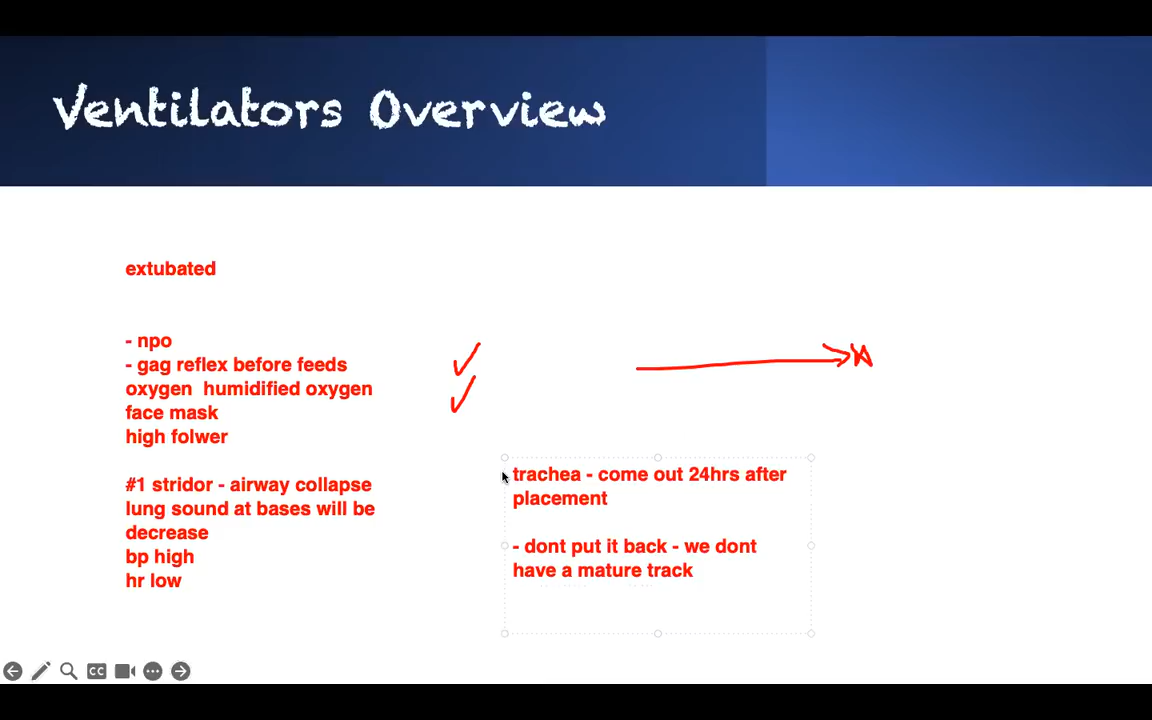 Ventilators Overview
extubated
- npo
- gag reflex before feeds
oxygen  humidified oxygen
face mask
high folwer
#1 stridor - airway collapse
lung sound at bases will be
decrease
bp high
hr low
trachea - come out 24hrs after
placement
- dont put it back - we dont
have a mature track
CC